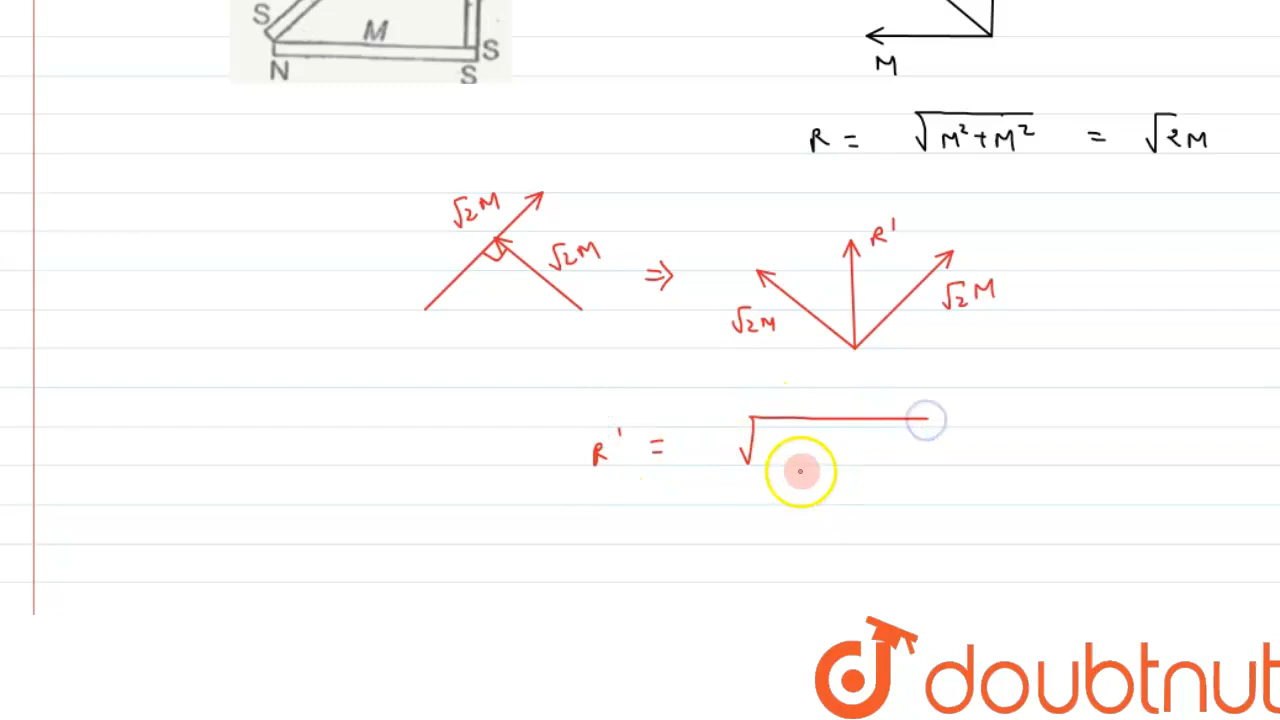 S
M
S
N
S
M
R = √M²+M² = √2M
√2M
√2M
⇒
R'
√2M
√2M
R' = √
doubtnut